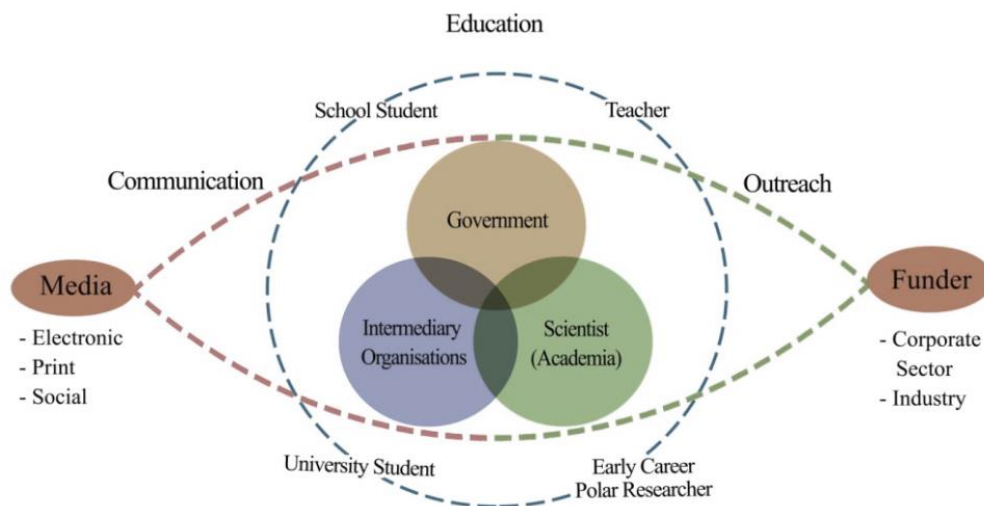 Education
School Student
Teacher
Communication
Outreach
Government
Media
Funder
- Electronic
- Print
- Social
Intermediary
Organisations
Scientist
(Academia)
- Corporate
Sector
- Industry
University Student
Early Career
Polar Researcher